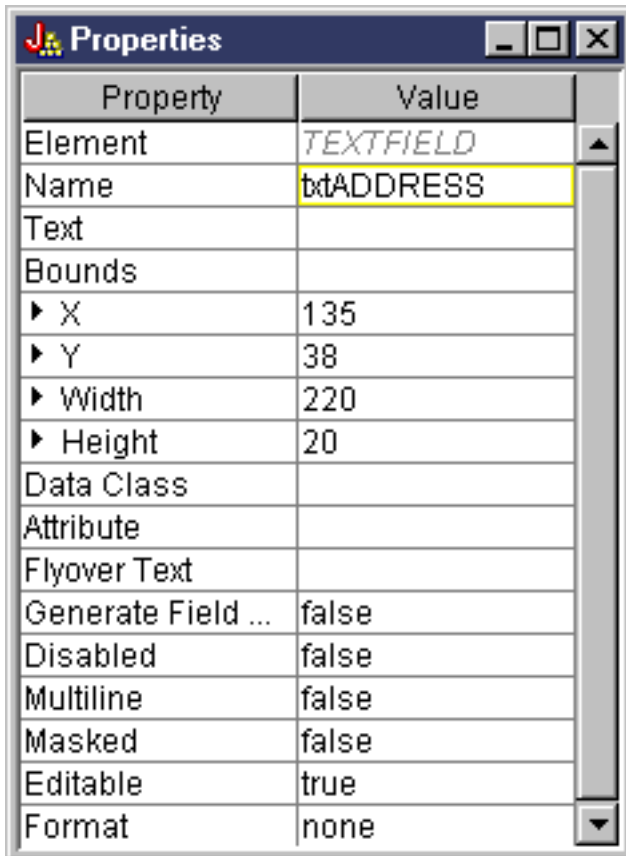 Properties
Property Value
Element TEXTFIELD
Name txtADDRESS
Text
Bounds
X 135
Y 38
Width 220
Height 20
Data Class
Attribute
Flyover Text
Generate Field ... false
Disabled false
Multiline false
Masked false
Editable true
Format none